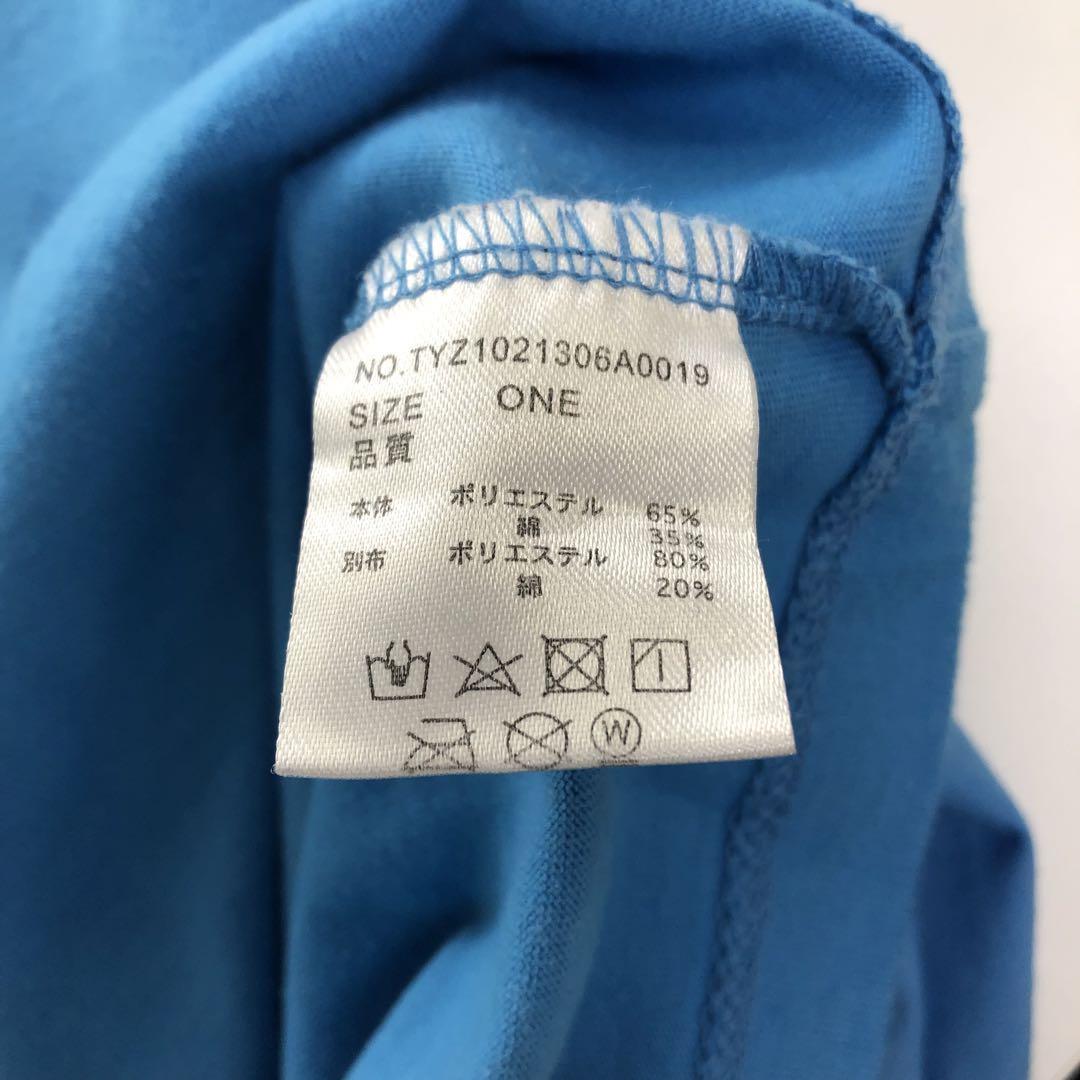 NO.TYZ1021306A0019
SIZE ONE
品質
本体 ポリエステル 65%
綿 35%
別布 ポリエステル 80%
綿 20%
W